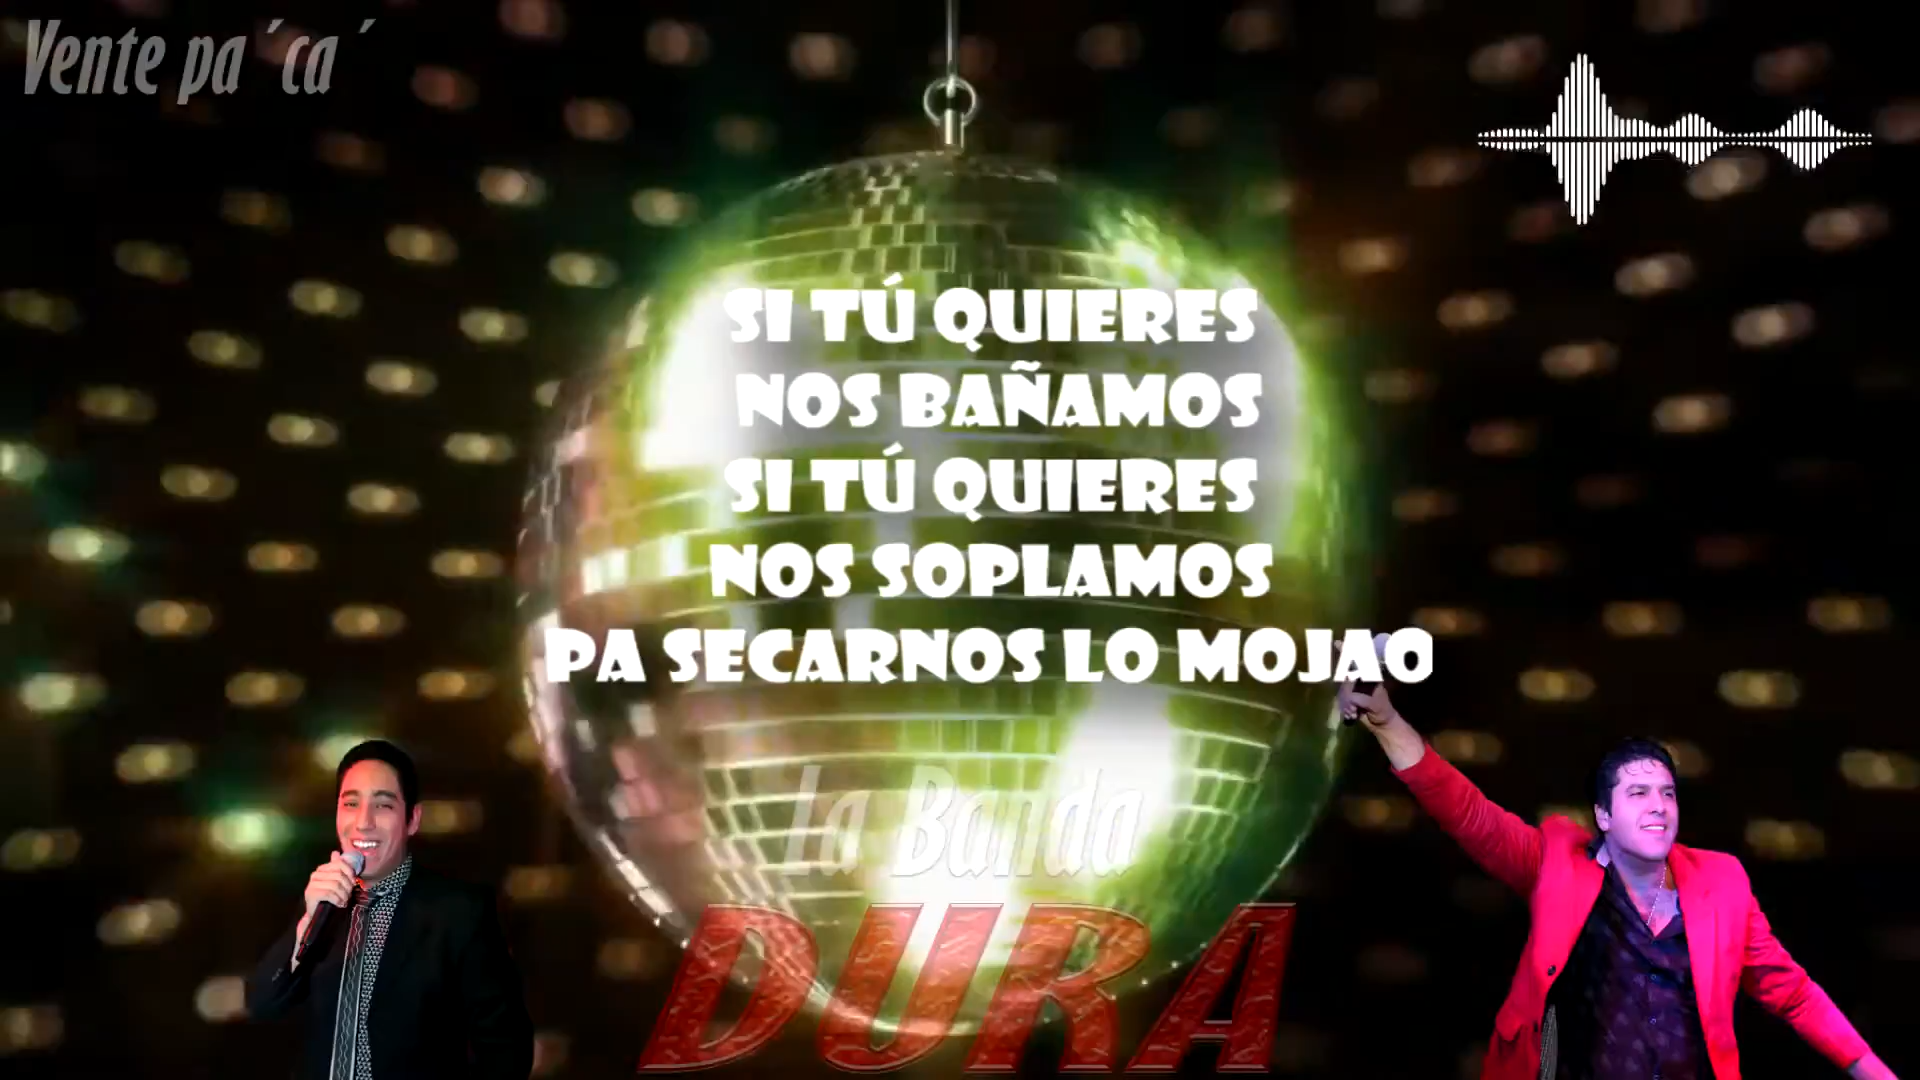 Vente pa´ca´
SI TÚ QUIERES
NOS BAÑAMOS
SI TÚ QUIERES
NOS SOPLAMOS
PA SECARNOS LO MOJAO
La Banda
DURA